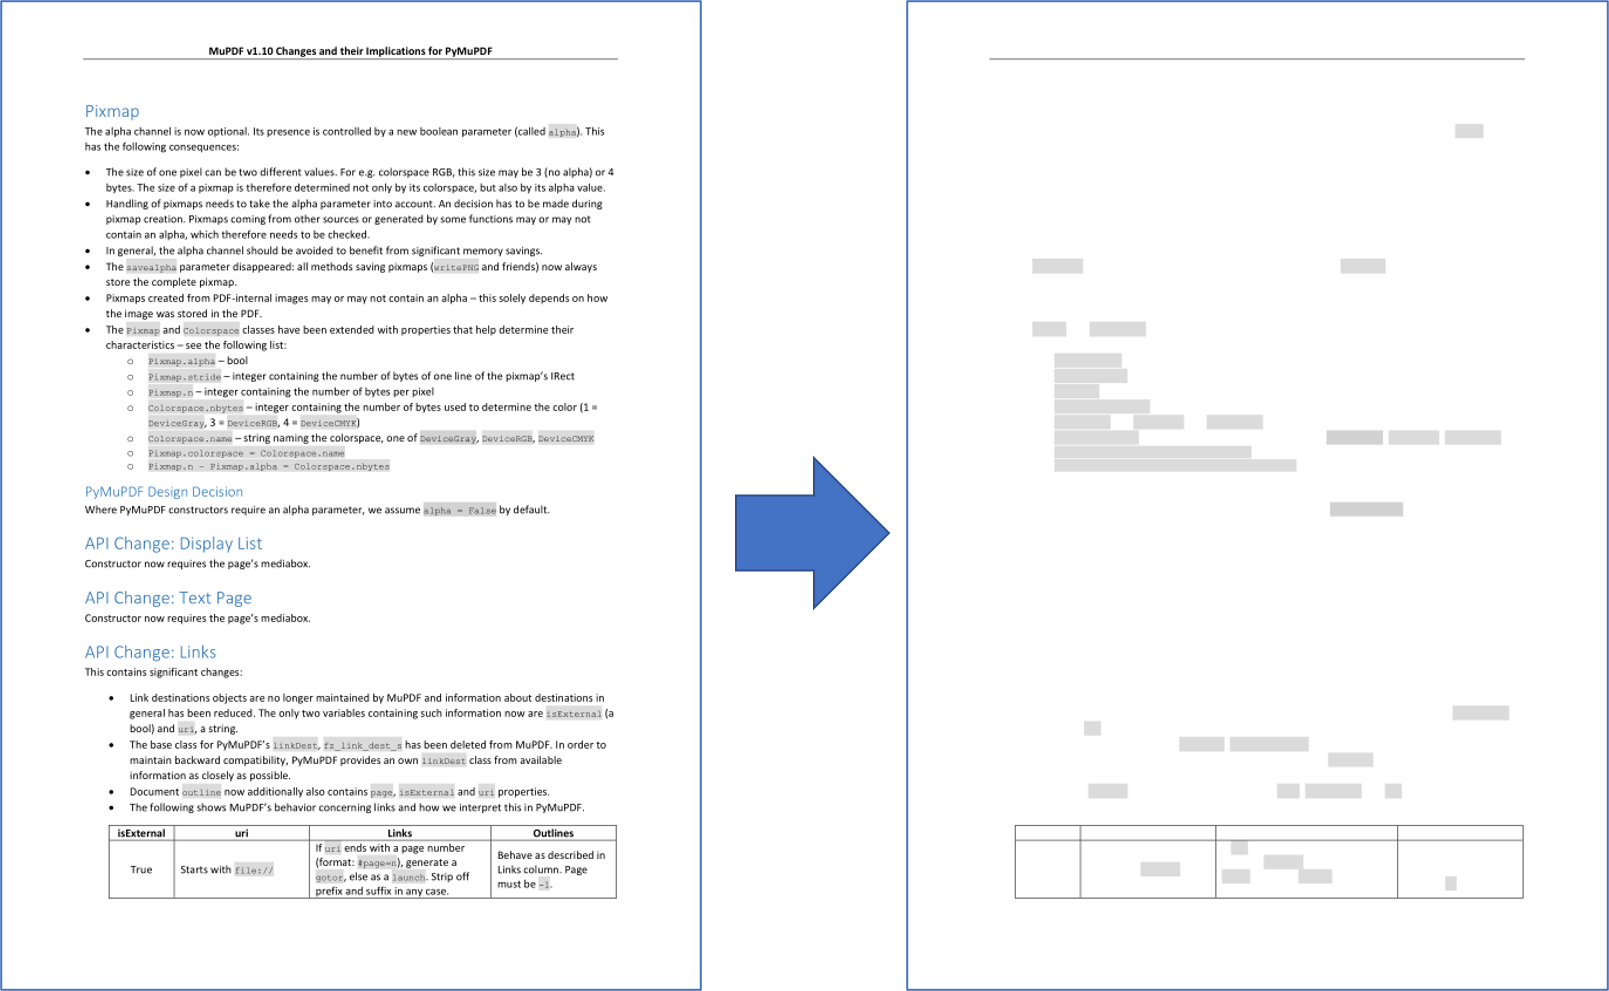 MuPDF v1.10 Changes and their Implications for PyMuPDF
Pixmap
The alpha channel is now optional. Its presence is controlled by a new boolean parameter (called alpha). This
has the following consequences:
• The size of one pixel can be two different values. For e.g. colorspace RGB, this size may be 3 (no alpha) or 4
bytes. The size of a pixmap is therefore determined not only by its colorspace, but also by its alpha value.
• Handling of pixmaps needs to take the alpha parameter into account. An decision has to be made during
pixmap creation. Pixmaps coming from other sources or generated by some functions may or may not
contain an alpha, which therefore needs to be checked.
• In general, the alpha channel should be avoided to benefit from significant memory savings.
• The savealpha parameter disappeared: all methods saving pixmaps (writePNG and friends) now always
store the complete pixmap.
• Pixmaps created from PDF-internal images may or may not contain an alpha – this solely depends on how
the image was stored in the PDF.
• The Pixmap and Colorspace classes have been extended with properties that help determine their
characteristics – see the following list:
o Pixmap.alpha – bool
o Pixmap.stride – integer containing the number of bytes of one line of the pixmap's IRect
o Pixmap.n – integer containing the number of bytes per pixel
o Colorspace.nbytes – integer containing the number of bytes used to determine the color (1 =
DeviceGray, 3 = DeviceRGB, 4 = DeviceCMYK)
o Colorspace.name – string naming the colorspace, one of DeviceGray, DeviceRGB, DeviceCMYK
o Pixmap.colorspace = Colorspace.name
o Pixmap.n - Pixmap.alpha = Colorspace.nbytes
PyMuPDF Design Decision
Where PyMuPDF constructors require an alpha parameter, we assume alpha = False by default.
API Change: Display List
Constructor now requires the page's mediabox.
API Change: Text Page
Constructor now requires the page's mediabox.
API Change: Links
This contains significant changes:
• Link destinations objects are no longer maintained by MuPDF and information about destinations in
general has been reduced. The only two variables containing such information now are isExternal (a
bool) and uri, a string.
• The base class for PyMuPDF's linkDest, fz_link_dest_s has been deleted from MuPDF. In order to
maintain backward compatibility, PyMuPDF provides an own linkDest class from available
information as closely as possible.
• Document outline now additionally also contains page, isExternal and uri properties.
• The following shows MuPDF's behavior concerning links and how we interpret this in PyMuPDF.
isExternal uri Links Outlines
True
Starts with file://
If uri ends with a page number
(format: #page=n), generate a
gotor, else as a launch. Strip off
prefix and suffix in any case.
Behave as described in
Links column. Page
must be -1.